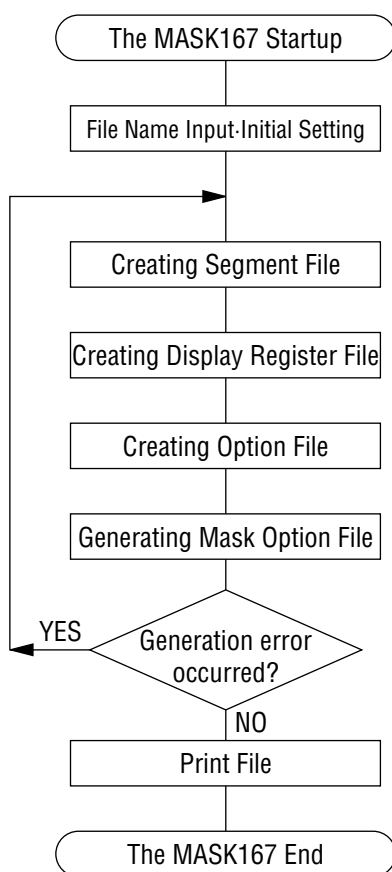 The MASK167 Startup
File Name Input·Initial Setting
Creating Segment File
Creating Display Register File
Creating Option File
Generating Mask Option File
YES
Generation error
occurred?
NO
Print File
The MASK167 End